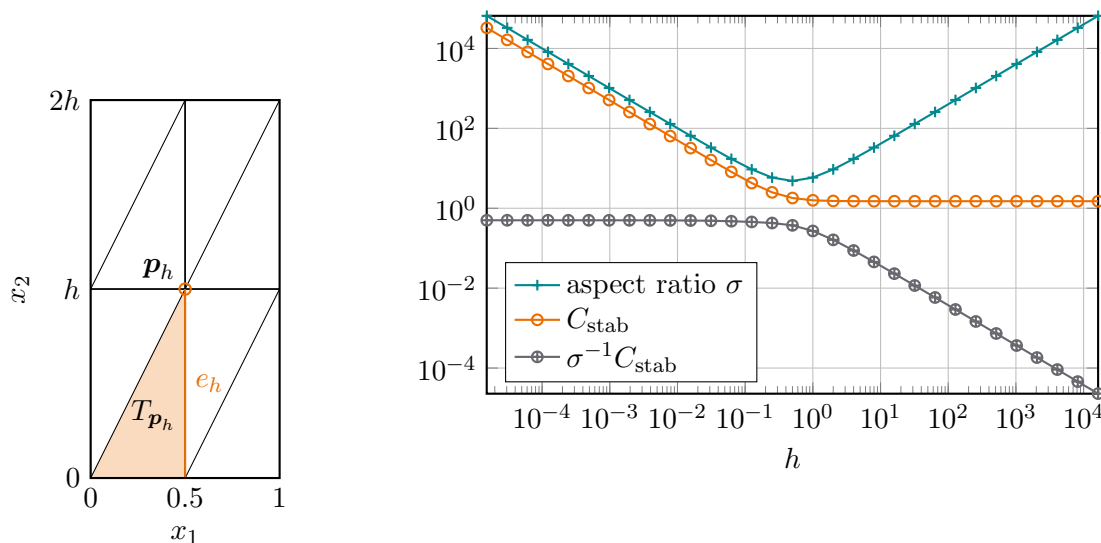 2h
p_h
h
x_2
e_h
T_{p_h}
0
0 0.5 1
x_1
10^4
10^2
10^0
10^{-2}
10^{-4}
aspect ratio σ
C_stab
σ^{-1}C_stab
10^{-4} 10^{-3} 10^{-2} 10^{-1} 10^0 10^1 10^2 10^3 10^4
h